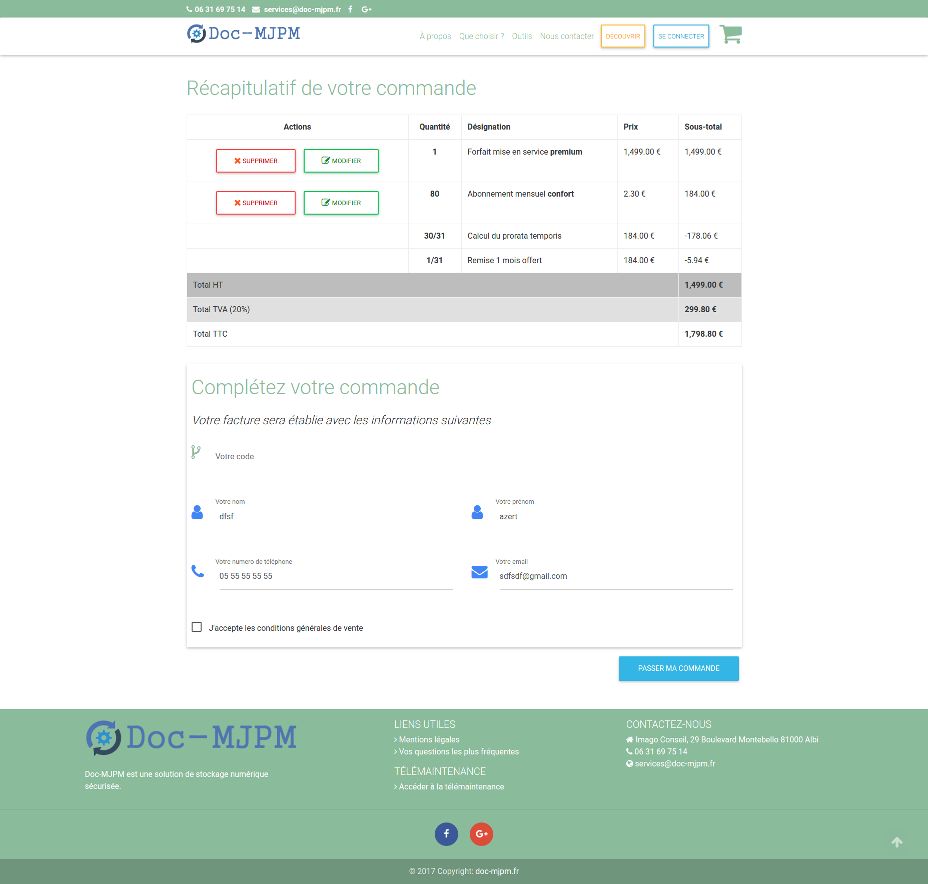 06 31 69 75 14 services@doc-mjpm.fr f G+
Doc-MJPM
A propos Que choisir ? Outils Nous contacter DECOUVRIR SE CONNECTER
Récapitulatif de votre commande
Actions Quantité Désignation Prix Sous-total
SUPPRIMER MODIFIER 1 Forfait mise en service premium 1,499.00 € 1,499.00 €
SUPPRIMER MODIFIER 80 Abonnement mensuel confort 2.30 € 184.00 €
30/31 Calcul du prorata temporis 184.00 € -178.06 €
1/31 Remise 1 mois offert 184.00 € -5.94 €
Total HT 1,499.00 €
Total TVA (20%) 299.80 €
Total TTC 1,798.80 €
Complétez votre commande
Votre facture sera établie avec les informations suivantes
Votre code
Votre nom Votre prénom
dfsf azert
Votre numero de téléphone Votre email
05 55 55 55 55 sdfsdf@gmail.com
J'accepte les conditions générales de vente
PASSER MA COMMANDE
Doc-MJPM
Doc-MJPM est une solution de stockage numérique
sécurisée.
LIENS UTILES
> Mentions légales
> Vos questions les plus fréquentes
TÉLÉMAINTENANCE
> Accéder à la télémaintenance
CONTACTEZ-NOUS
Imago Conseil, 29 Boulevard Montebello 81000 Albi
06 31 69 75 14
services@doc-mjpm.fr
f G+
© 2017 Copyright: doc-mjpm.fr